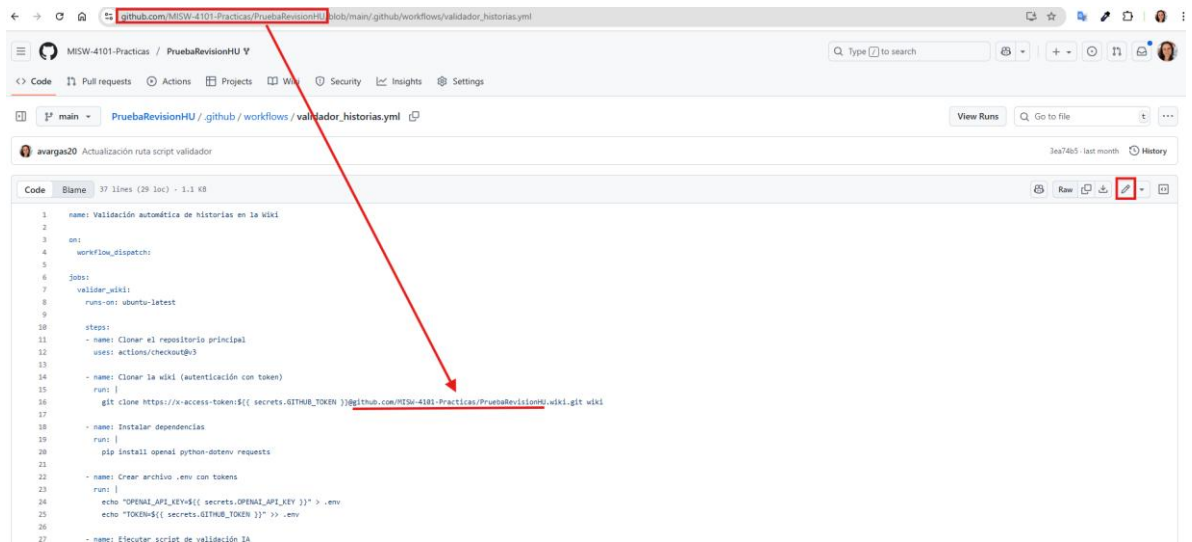 github.com/MISW-4101-Practicas/PruebaRevisionHU/blob/main/.github/workflows/validador_historias.yml
MISW-4101-Practicas / PruebaRevisionHU
Type / to search
Code Pull requests Actions Projects Wiki Security Insights Settings
main PruebaRevisionHU / .github / workflows / validador_historias.yml
View Runs Go to file t
avargas20 Actualización ruta script validador
3ea74b5 · last month History
Code Blame 37 lines (29 loc) · 1.1 KB
Raw
1 name: Validación automática de historias en la Wiki
2
3 on:
4 workflow_dispatch:
5
6 jobs:
7 validar_wiki:
8 runs-on: ubuntu-latest
9
10 steps:
11 - name: Clonar el repositorio principal
12 uses: actions/checkout@v3
13
14 - name: Clonar la wiki (autenticación con token)
15 run: |
16 git clone https://x-access-token:${{ secrets.GITHUB_TOKEN }}@github.com/MISW-4101-Practicas/PruebaRevisionHU.wiki.git wiki
17
18 - name: Instalar dependencias
19 run: |
20 pip install openai python-dotenv requests
21
22 - name: Crear archivo .env con tokens
23 run: |
24 echo "OPENAI_API_KEY=${{ secrets.OPENAI_API_KEY }}" > .env
25 echo "TOKEN=${{ secrets.GITHUB_TOKEN }}" >> .env
26
27 - name: Ejecutar script de validación IA